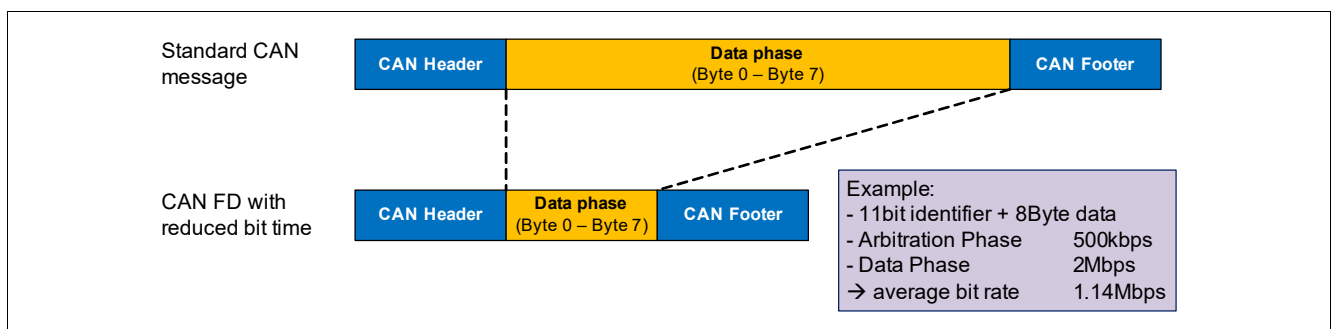 Standard CAN
message
CAN Header
Data phase
(Byte 0 – Byte 7)
CAN Footer
CAN FD with
reduced bit time
CAN Header
Data phase
(Byte 0 – Byte 7)
CAN Footer
Example:
- 11bit identifier + 8Byte data
- Arbitration Phase 500kbps
- Data Phase 2Mbps
→ average bit rate 1.14Mbps